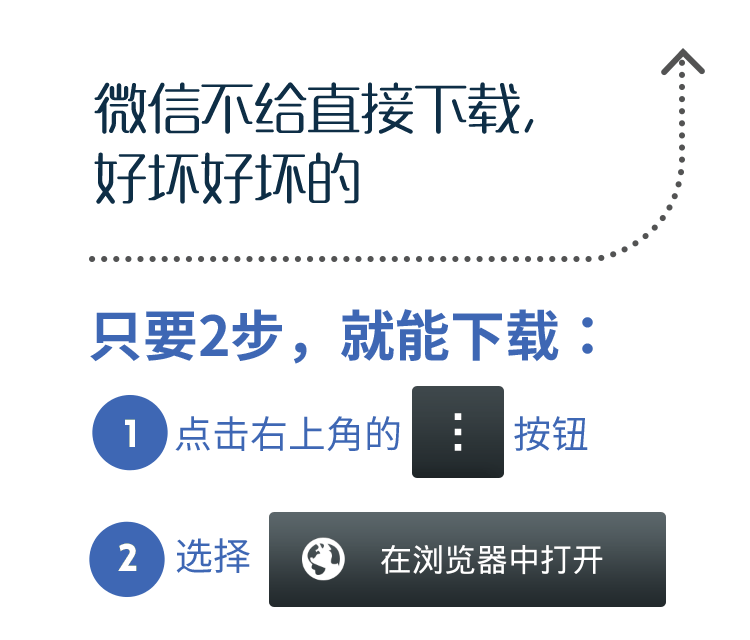 微信不给直接下载,
好坏好坏的
只要2步，就能下载：
1 点击右上角的 按钮
2 选择 在浏览器中打开